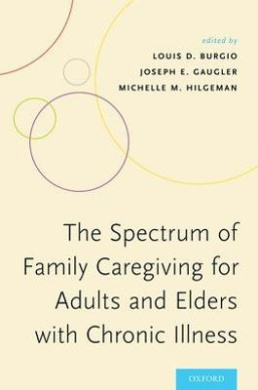 edited by
LOUIS D. BURGIO
JOSEPH E. GAUGLER
MICHELLE M. HILGEMAN
The Spectrum of
Family Caregiving for
Adults and Elders
with Chronic Illness
OXFORD